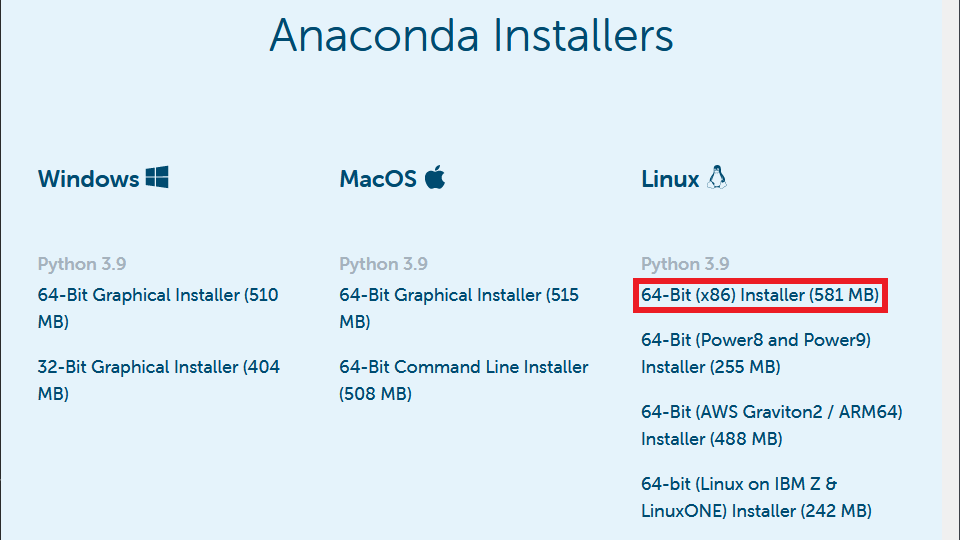 Anaconda Installers
Windows
Python 3.9
64-Bit Graphical Installer (510
MB)
32-Bit Graphical Installer (404
MB)
MacOS
Python 3.9
64-Bit Graphical Installer (515
MB)
64-Bit Command Line Installer
(508 MB)
Linux
Python 3.9
64-Bit (x86) Installer (581 MB)
64-Bit (Power8 and Power9)
Installer (255 MB)
64-Bit (AWS Graviton2 / ARM64)
Installer (488 MB)
64-bit (Linux on IBM Z &
LinuxONE) Installer (242 MB)